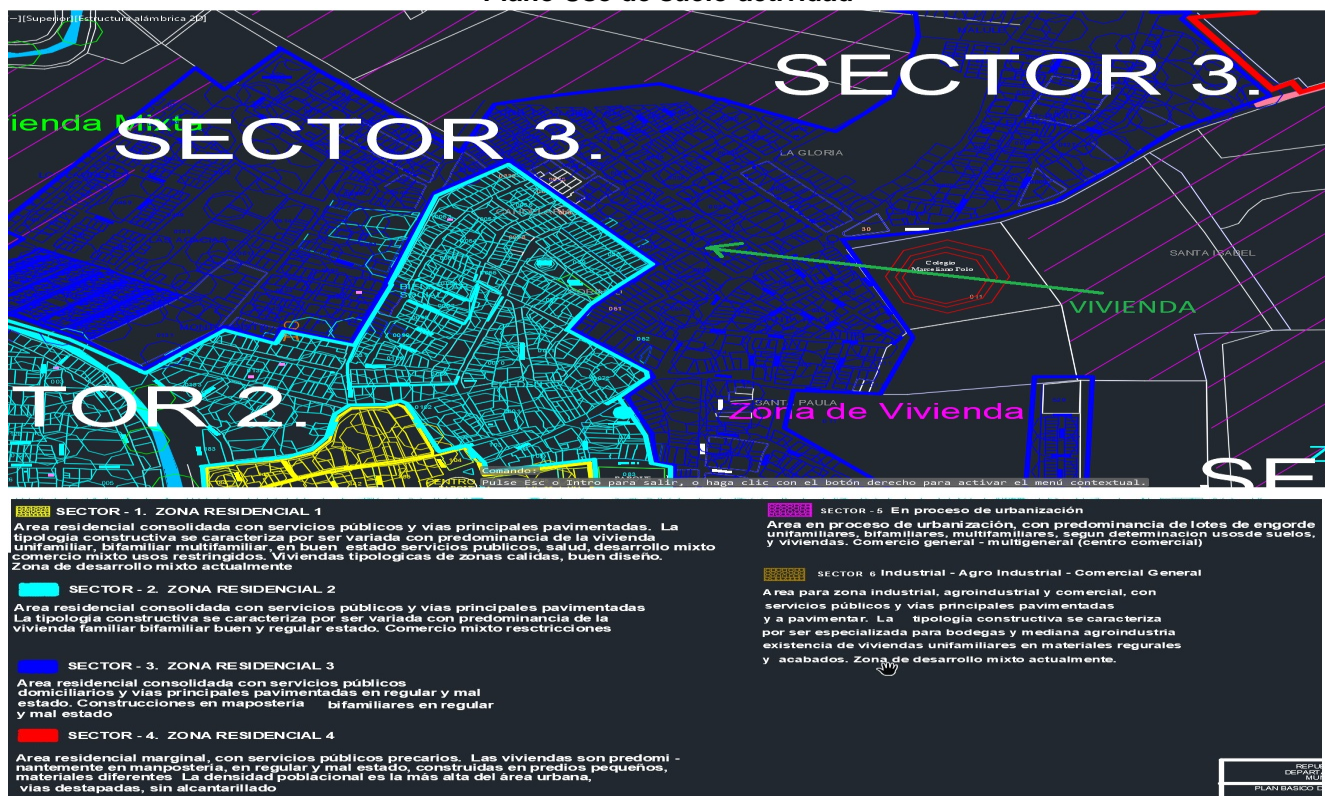 [Superior][Estructura alámbrica 2D]
SECTOR 3.
ienda Mixta
SECTOR 3.
LA GLORIA
30
SANTA ISABEL
Colegio
Marceliano Polo
011
VIVIENDA
061
062
TOR 2.
SANTA PAULA
Zona de Vivienda
SE
CENTRO
Comando:
Pulse Esc o Intro para salir, o haga clic con el botón derecho para activar el menú contextual.
SECTOR - 1. ZONA RESIDENCIAL 1
Area residencial consolidada con servicios públicos y vias principales pavimentadas. La
tipología constructiva se caracteriza por ser variada con predominancia de la vivienda
unifamiliar, bifamiliar multifamiliar, en buen estado servicios publicos, salud, desarrollo mixto
comercio mixto usos restringidos. Viviendas tipologicas de zonas calidas, buen diseño.
Zona de desarrollo mixto actualmente
SECTOR - 2. ZONA RESIDENCIAL 2
Area residencial consolidada con servicios públicos y vias principales pavimentadas
La tipología constructiva se caracteriza por ser variada con predominancia de la
vivienda familiar bifamiliar buen y regular estado. Comercio mixto resctricciones
SECTOR - 3. ZONA RESIDENCIAL 3
Area residencial consolidada con servicios públicos
domiciliarios y vias principales pavimentadas en regular y mal
estado. Construcciones en mapostería bifamiliares en regular
y mal estado
SECTOR - 4. ZONA RESIDENCIAL 4
Area residencial marginal, con servicios públicos precarios. Las viviendas son predomi -
nantemente en manpostería, en regular y mal estado, construidas en predios pequeños,
materiales diferentes La densidad poblacional es la más alta del área urbana,
vias destapadas, sin alcantarillado
SECTOR - 5 En proceso de urbanización
Area en proceso de urbanización, con predominancia de lotes de engorde
unifamiliares, bifamiliares, multifamiliares, segun determinacion usosde suelos,
y viviendas. Comercio general - multigeneral (centro comercial)
SECTOR 6 Industrial - Agro Industrial - Comercial General
Area para zona industrial, agroindustrial y comercial, con
servicios públicos y vias principales pavimentadas
y a pavimentar. La tipología constructiva se caracteriza
por ser especializada para bodegas y mediana agroindustria
existencia de viviendas unifamiliares en materiales regurales
y acabados. Zona de desarrollo mixto actualmente.
REPU
DEPART
MU
PLAN BASICO D